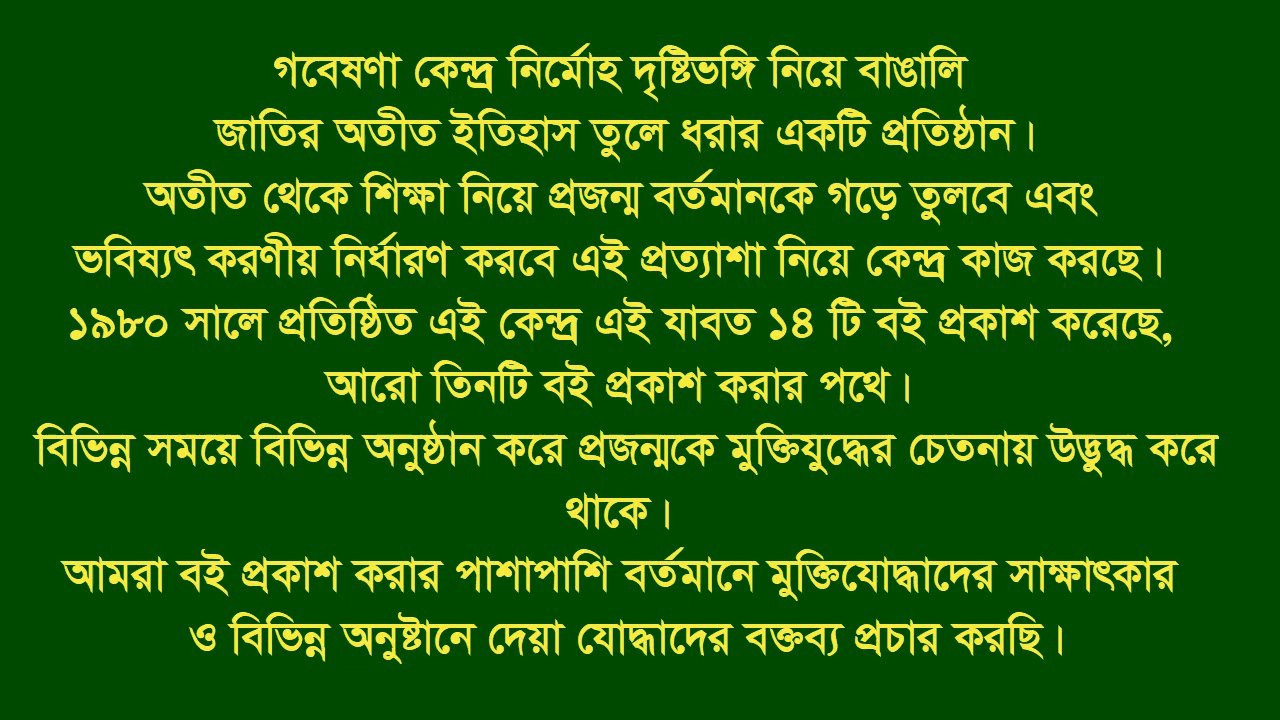 গবেষণা কেন্দ্র নির্মোহ দৃষ্টিভঙ্গি নিয়ে বাঙালি
জাতির অতীত ইতিহাস তুলে ধরার একটি প্রতিষ্ঠান।
অতীত থেকে শিক্ষা নিয়ে প্রজন্ম বর্তমানকে গড়ে তুলবে এবং
ভবিষ্যৎ করণীয় নির্ধারণ করবে এই প্রত্যাশা নিয়ে কেন্দ্র কাজ করছে।
১৯৮০ সালে প্রতিষ্ঠিত এই কেন্দ্র এই যাবত ১৪ টি বই প্রকাশ করেছে,
আরো তিনটি বই প্রকাশ করার পথে।
বিভিন্ন সময়ে বিভিন্ন অনুষ্ঠান করে প্রজন্মকে মুক্তিযুদ্ধের চেতনায় উদ্ভুদ্ধ করে
থাকে।
আমরা বই প্রকাশ করার পাশাপাশি বর্তমানে মুক্তিযোদ্ধাদের সাক্ষাৎকার
ও বিভিন্ন অনুষ্টানে দেয়া যোদ্ধাদের বক্তব্য প্রচার করছি।